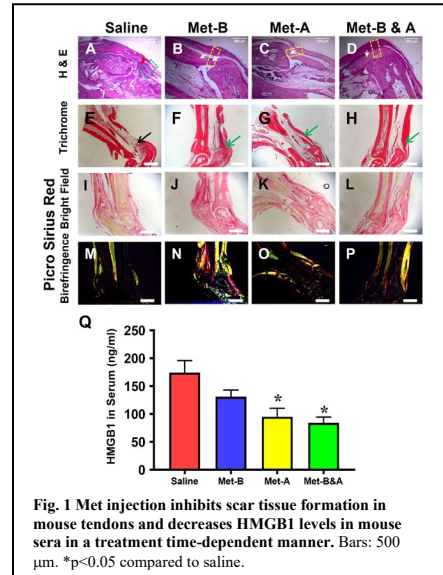 Saline Met-B Met-A Met-B & A
H & E
A B C D
Trichrome
E F G H
Picro Sirius Red
Bright Field
I J K L
Birefringence
M N O P
Q
HMGB1 in Serum (ng/ml)
250
200
150
100
50
0
* *
Saline Met-B Met-A Met-B&A
Fig. 1 Met injection inhibits scar tissue formation in
mouse tendons and decreases HMGB1 levels in mouse
sera in a treatment time-dependent manner. Bars: 500
μm. *p<0.05 compared to saline.